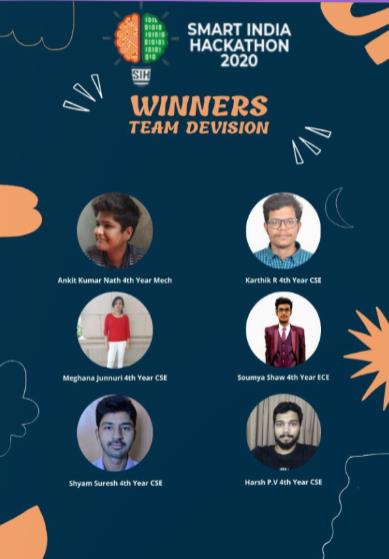 SMART INDIA
HACKATHON
2020
SIH
WINNERS
TEAM DEVISION
Ankit Kumar Nath 4th Year Mech
Karthik R 4th Year CSE
Meghana Junnuri 4th Year CSE
Soumya Shaw 4th Year ECE
Shyam Suresh 4th Year CSE
Harsh P.V 4th Year CSE